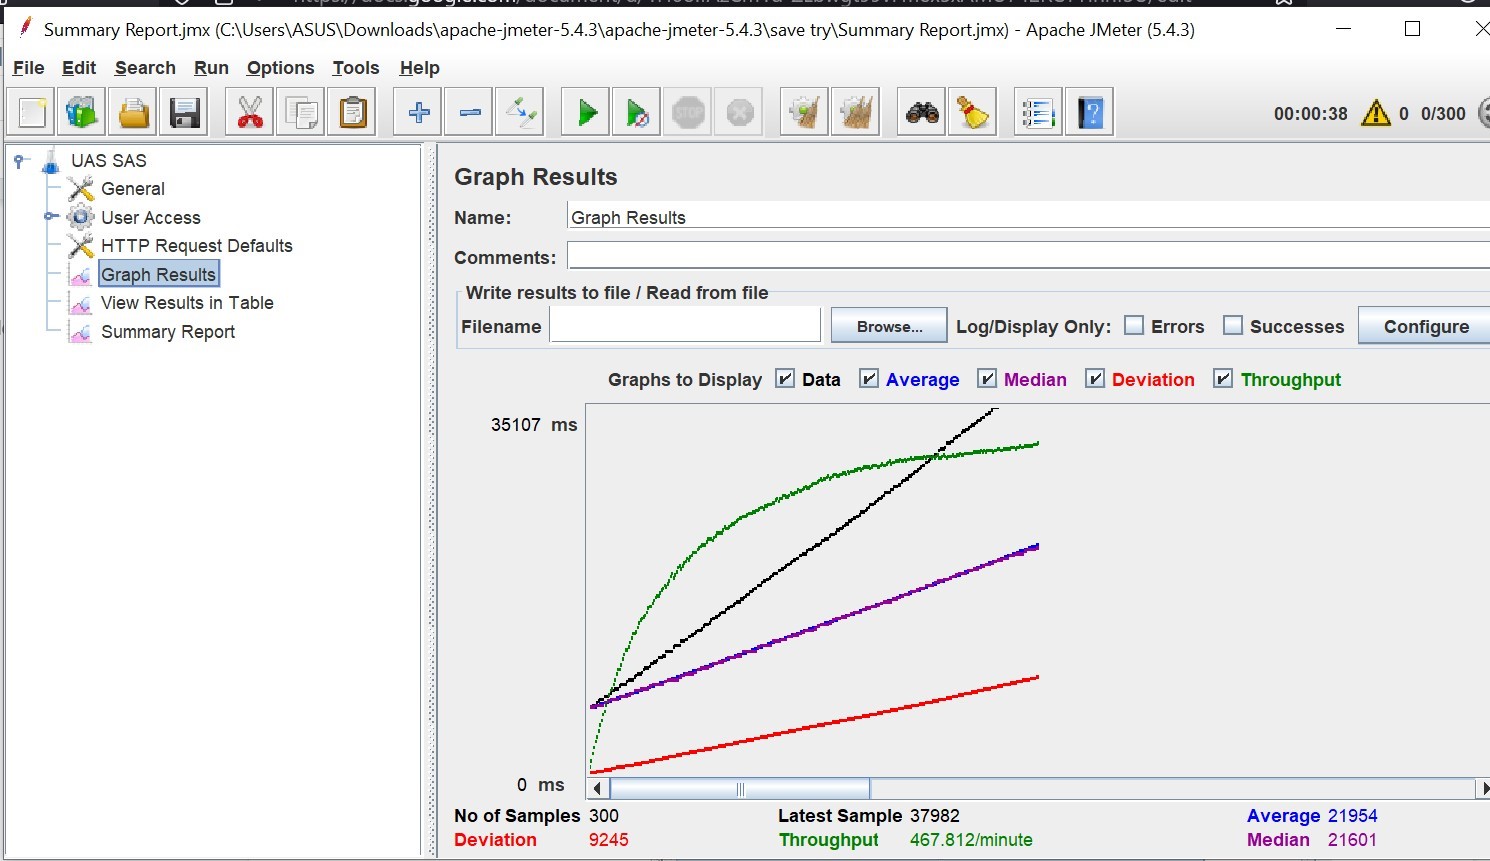 Summary Report.jmx (C:\Users\ASUS\Downloads\apache-jmeter-5.4.3\apache-jmeter-5.4.3\save try\Summary Report.jmx) - Apache JMeter (5.4.3)
File Edit Search Run Options Tools Help
STOP
00:00:38 0 0/300
UAS SAS
General
User Access
HTTP Request Defaults
Graph Results
View Results in Table
Summary Report
Graph Results
Name: Graph Results
Comments:
Write results to file / Read from file
Filename Browse... Log/Display Only: Errors Successes Configure
Graphs to Display Data Average Median Deviation Throughput
35107 ms
0 ms
No of Samples 300 Latest Sample 37982 Average 21954
Deviation 9245 Throughput 467.812/minute Median 21601